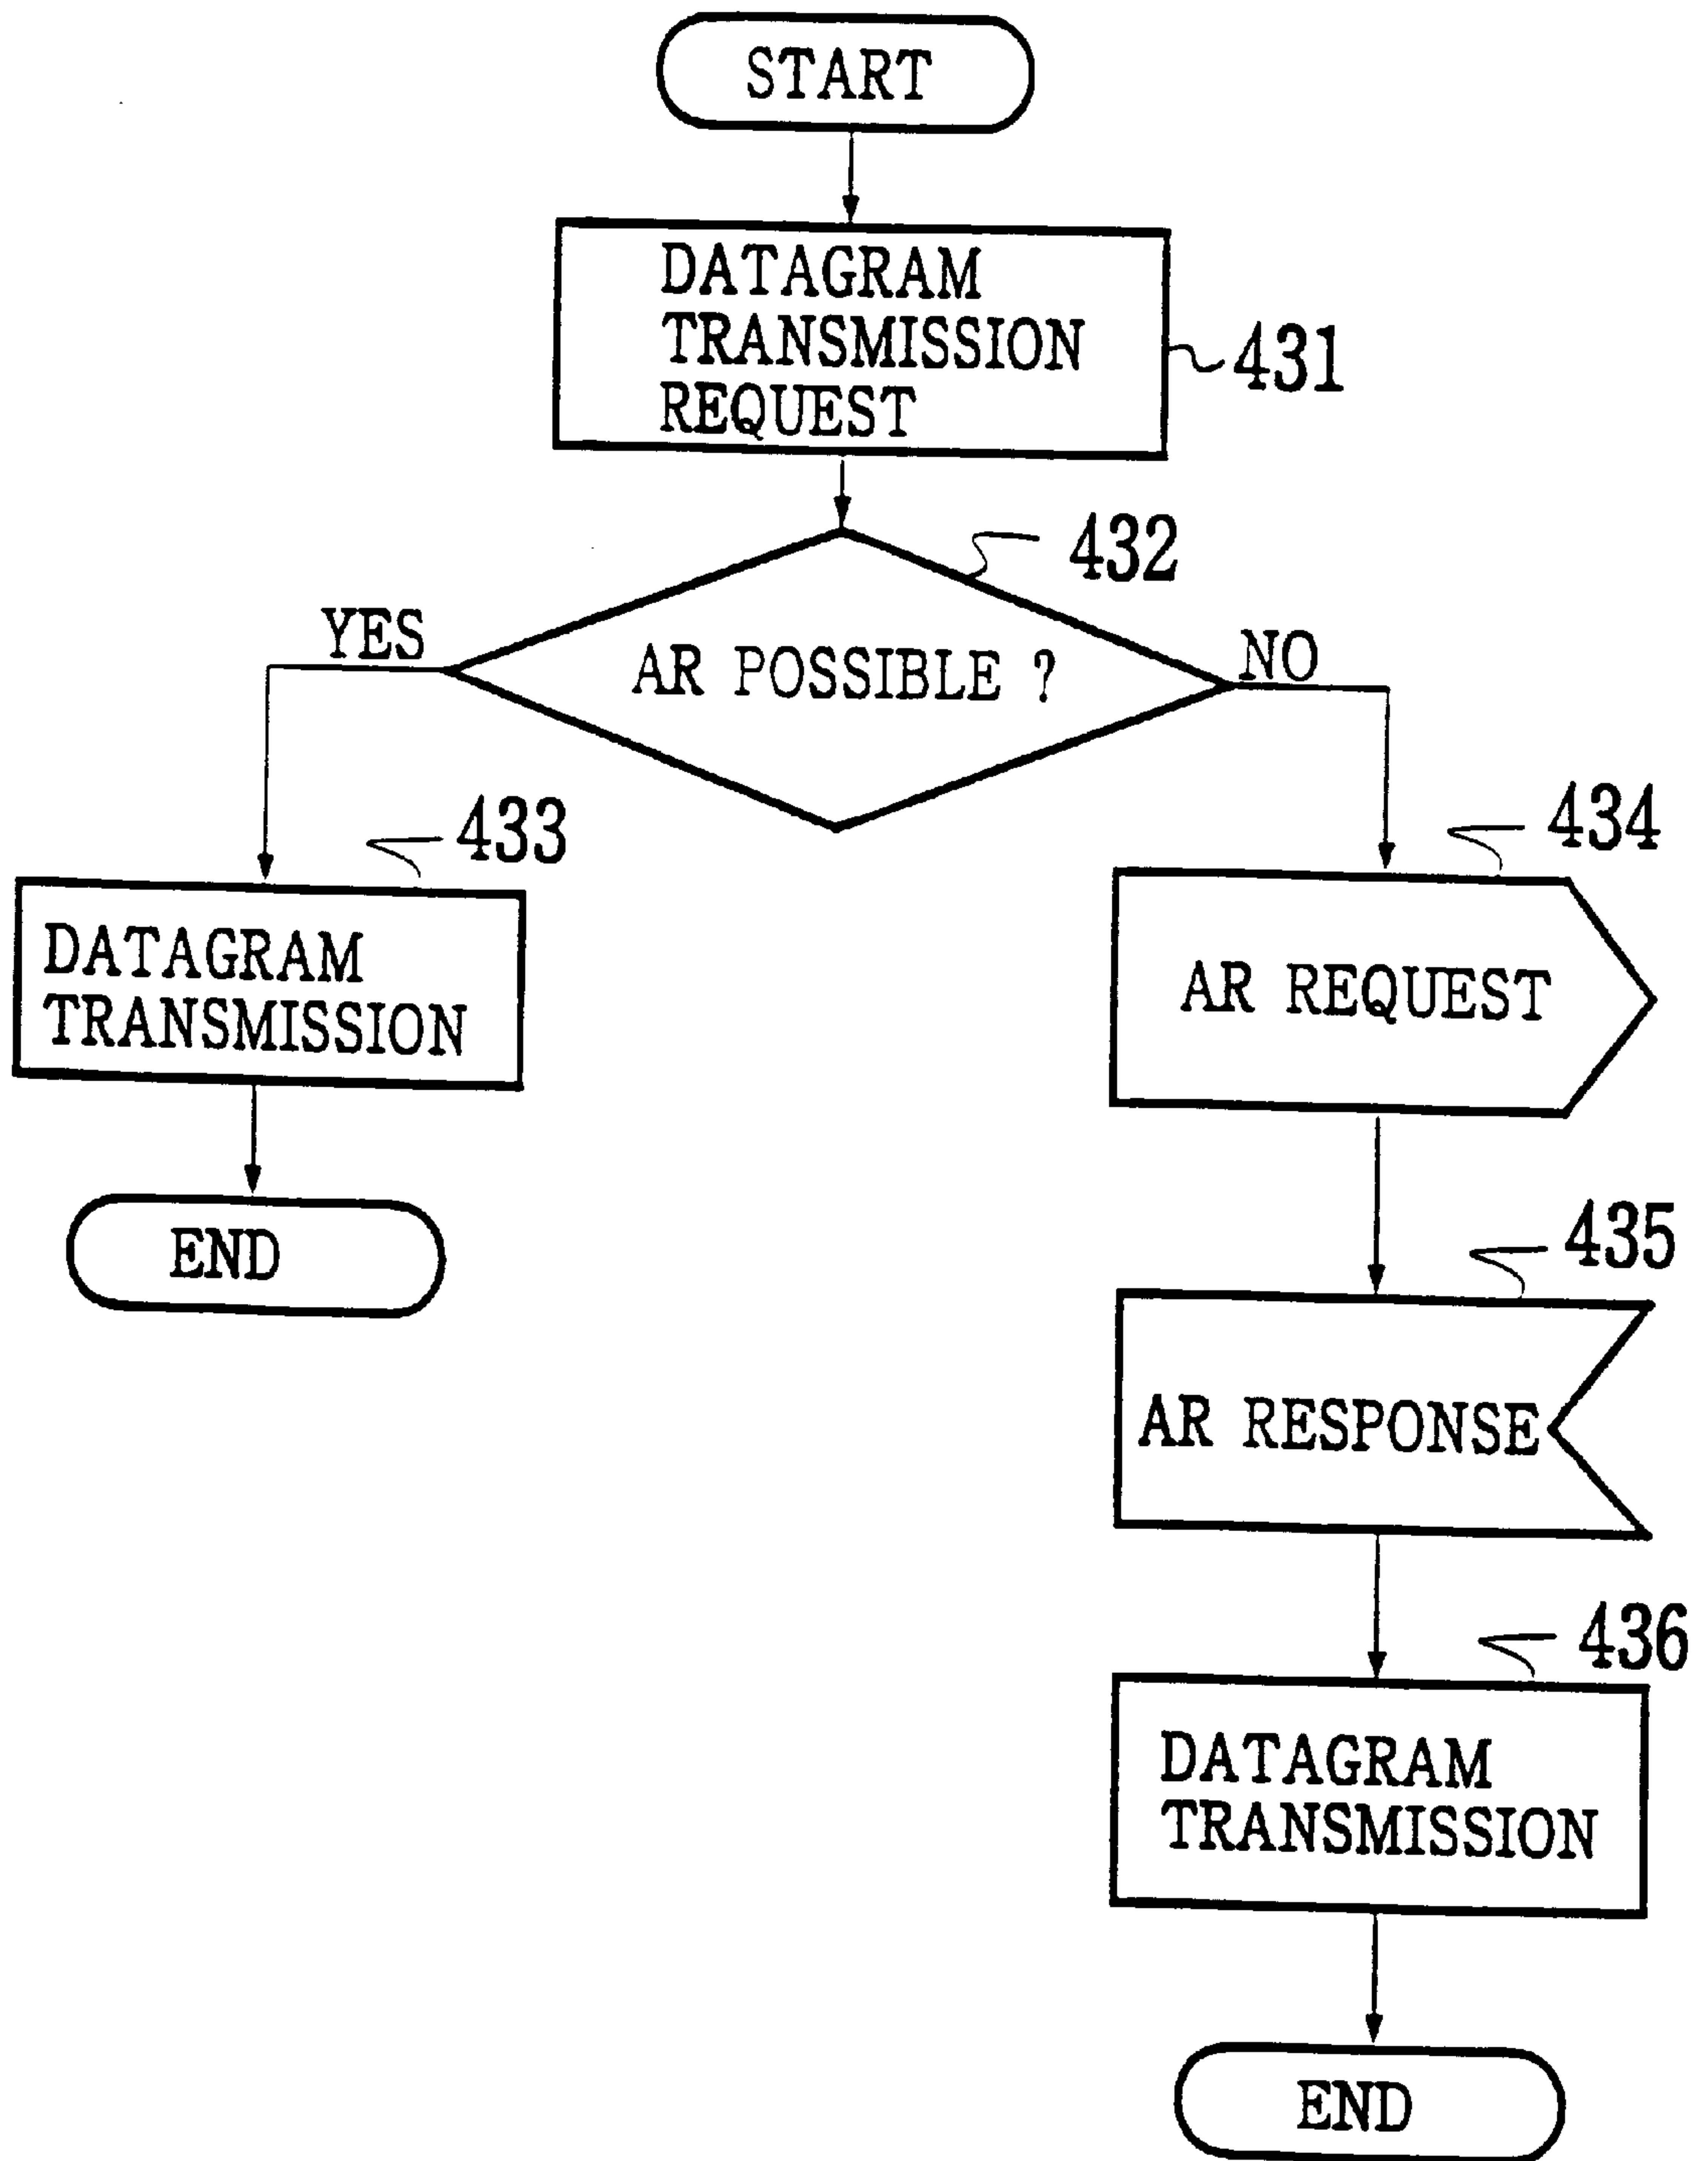 START
DATAGRAM
TRANSMISSION
REQUEST
431
432
YES
AR POSSIBLE ?
NO
433
434
DATAGRAM
TRANSMISSION
AR REQUEST
END
435
AR RESPONSE
436
DATAGRAM
TRANSMISSION
END